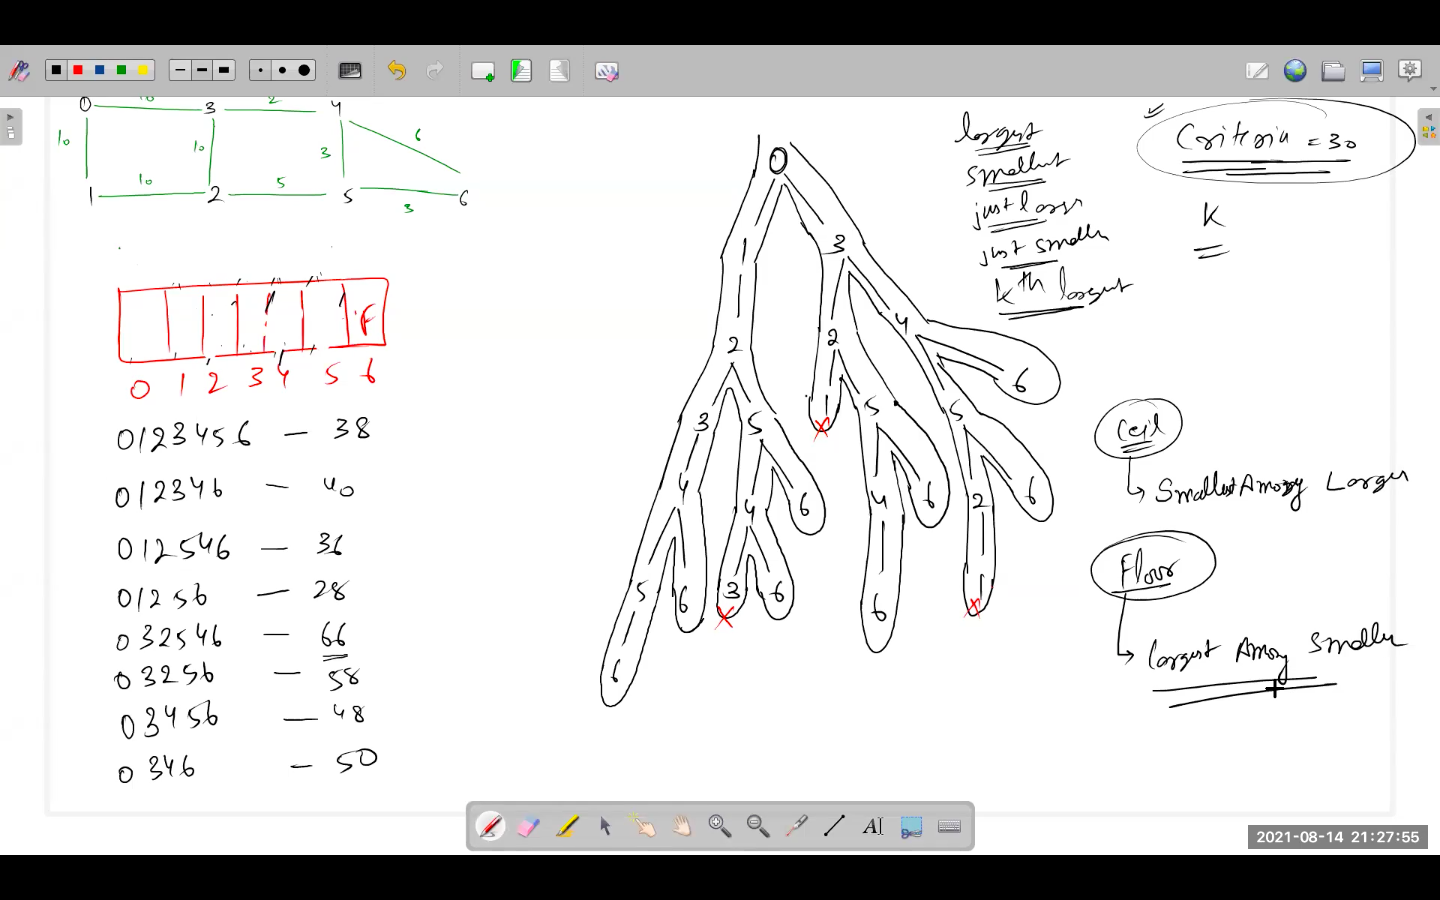 0 10 3 2 4
10 10 3 6
1 10 2 5 5 3 6
F
0 1 2 3 4 5 6
0123456 — 38
012346 — 40
012546 — 36
01256 — 28
032546 — 66
03256 — 58
03456 — 48
0346 — 50
0
1 3
2 2 4
6
3 5 1 5 5
4 4 6 4 6 2 6
5 6 3 6 6 1
6
largest
smallest
just larger
just smaller
kth largest
Criteria = 30
K
Ceil
Smallest Among Larger
Floor
largest Among Smaller
AI
2021-08-14 21:27:55